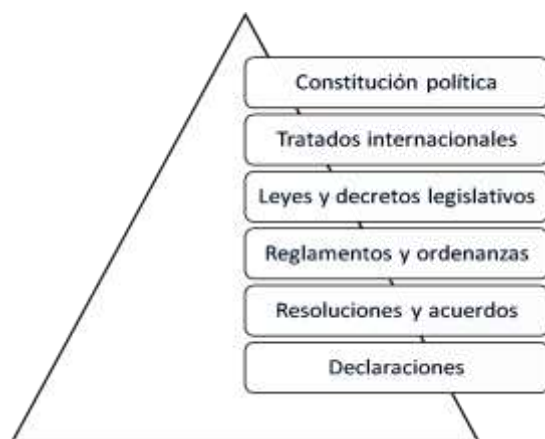 Constitución política
Tratados internacionales
Leyes y decretos legislativos
Reglamentos y ordenanzas
Resoluciones y acuerdos
Declaraciones